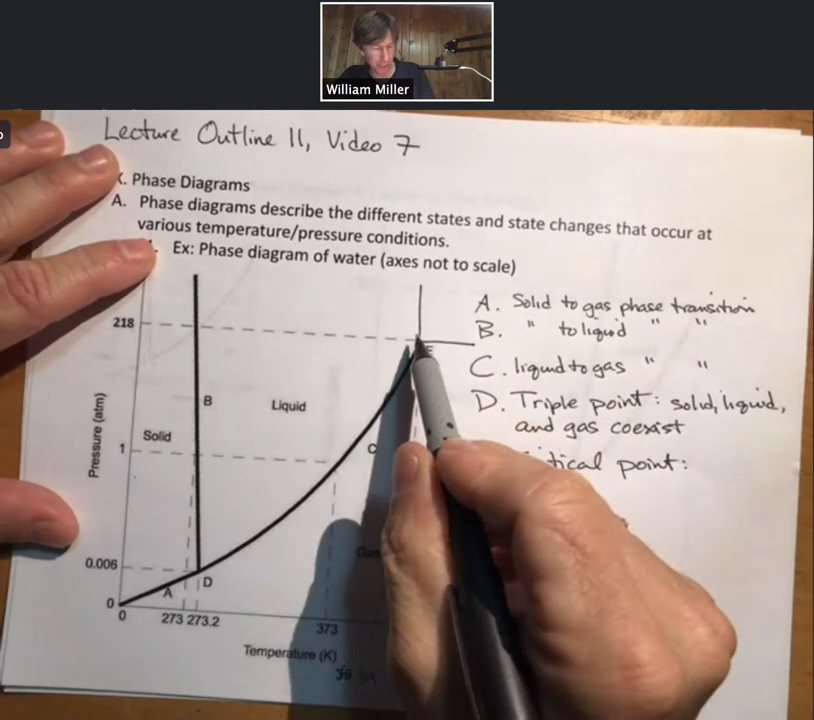 William Miller
Lecture Outline 11, Video 7
. Phase Diagrams
A. Phase diagrams describe the different states and state changes that occur at
various temperature/pressure conditions.
Ex: Phase diagram of water (axes not to scale)
A. Solid to gas phase transition
B. " to liquid " "
C. liquid to gas " "
D. Triple point: solid, liquid,
and gas coexist
tical point:
218
B
Liquid
E
Solid
1
C
Pressure (atm)
0.006
D
A
0
0
273 273.2
373
Temperature (K)